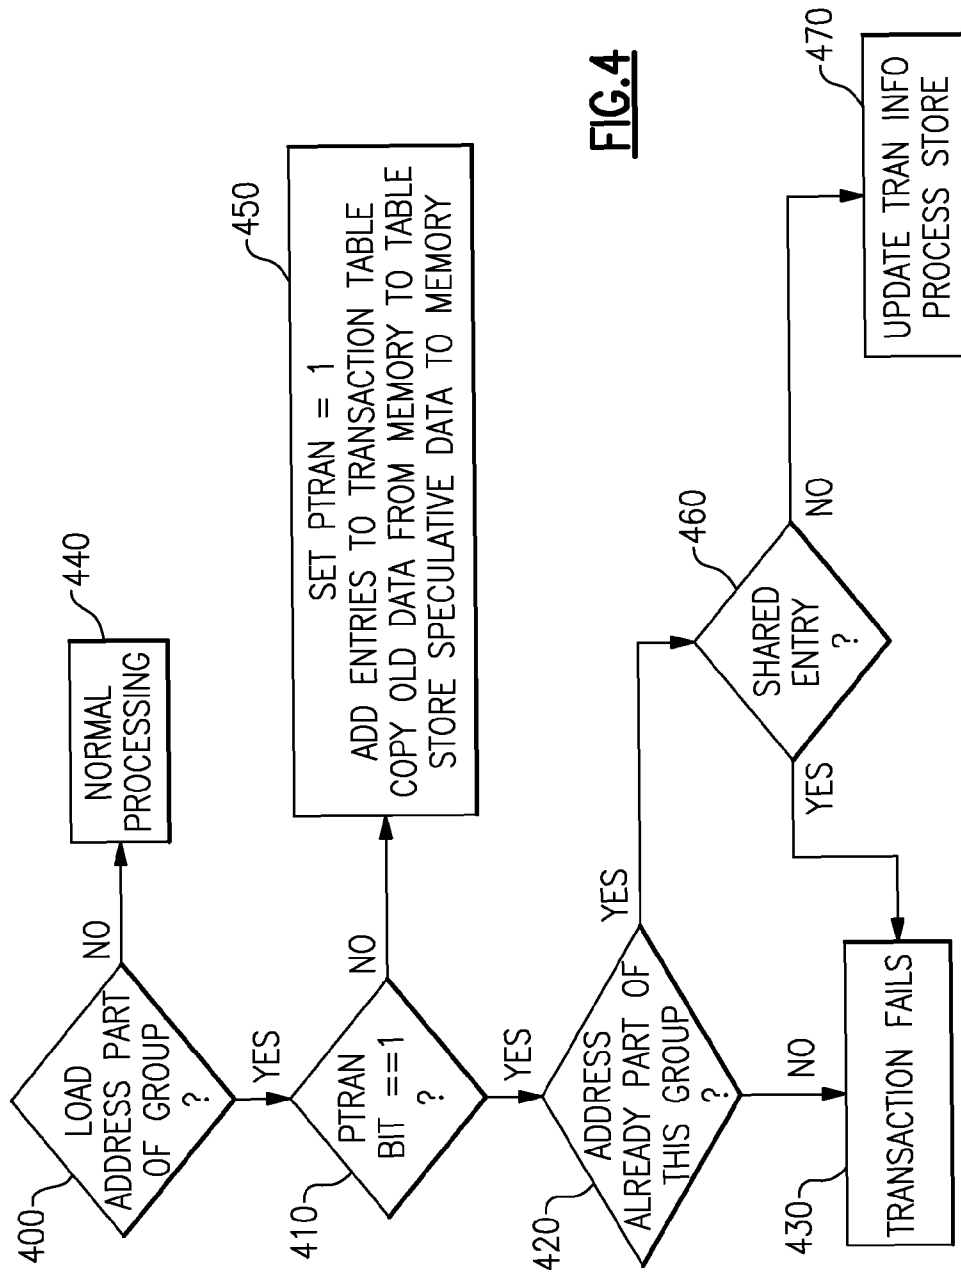 400
LOAD
ADDRESS PART
OF GROUP
?
NO
440
NORMAL
PROCESSING
YES
410
PTRAN
BIT ==1
?
NO
450
SET PTRAN = 1
ADD ENTRIES TO TRANSACTION TABLE
COPY OLD DATA FROM MEMORY TO TABLE
STORE SPECULATIVE DATA TO MEMORY
YES
420
ADDRESS
ALREADY PART OF
THIS GROUP
?
YES
460
SHARED
ENTRY
?
NO
470
UPDATE TRAN INFO
PROCESS STORE
YES
NO
430
TRANSACTION FAILS
FIG.4